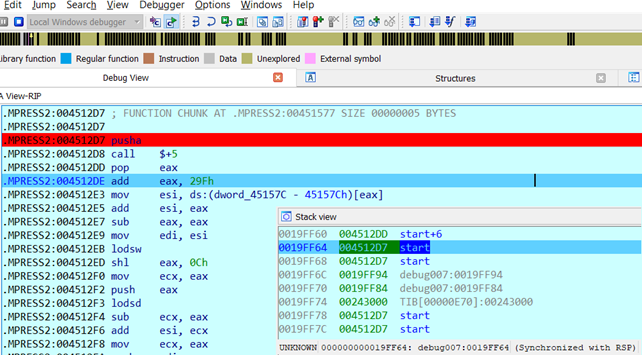 Edit Jump Search View Debugger Options Windows Help
Local Windows debugger
Library function Regular function Instruction Data Unexplored External symbol
Debug View Structures
A View-RIP
.MPRESS2:004512D7 ; FUNCTION CHUNK AT .MPRESS2:00451577 SIZE 00000005 BYTES
.MPRESS2:004512D7
.MPRESS2:004512D7 pusha
.MPRESS2:004512D8 call $+5
.MPRESS2:004512DD pop eax
.MPRESS2:004512DE add eax, 29Fh
.MPRESS2:004512E3 mov esi, ds:(dword_45157C - 45157Ch)[eax]
.MPRESS2:004512E5 add esi, eax
.MPRESS2:004512E7 sub eax, eax
.MPRESS2:004512E9 mov edi, esi
.MPRESS2:004512EB lodsw
.MPRESS2:004512ED shl eax, 0Ch
.MPRESS2:004512F0 mov ecx, eax
.MPRESS2:004512F2 push eax
.MPRESS2:004512F3 lodsd
.MPRESS2:004512F4 sub ecx, eax
.MPRESS2:004512F6 add esi, ecx
.MPRESS2:004512F8 mov ecx, eax
Stack view
0019FF60 004512DD start+6
0019FF64 004512D7 start
0019FF68 004512D7 start
0019FF6C 0019FF94 debug007:0019FF94
0019FF70 0019FF84 debug007:0019FF84
0019FF74 00243000 TIB[00000E70]:00243000
0019FF78 004512D7 start
0019FF7C 004512D7 start
UNKNOWN 000000000019FF64: debug007:0019FF64 (Synchronized with RSP)